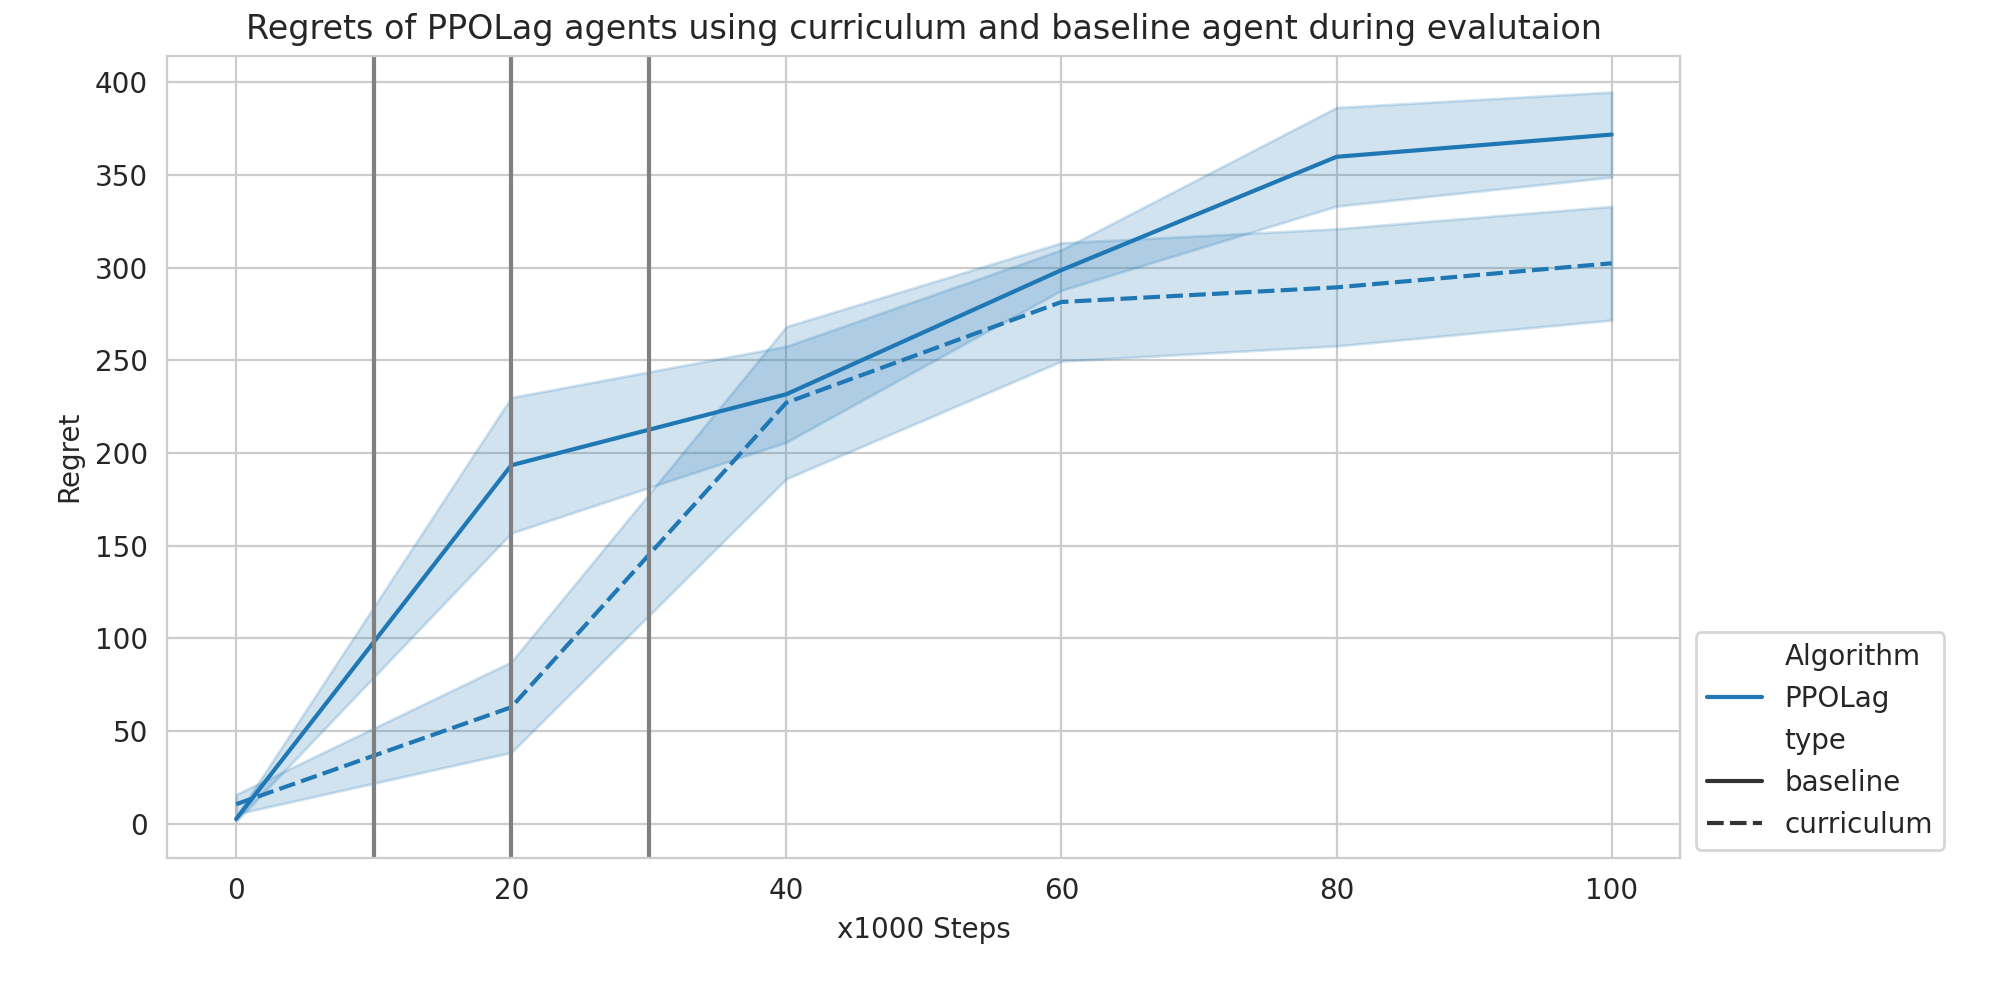 Regrets of PPOLag agents using curriculum and baseline agent during evalutaion
400
350
300
250
200
150
100
50
0
Regret
0 20 40 60 80 100
x1000 Steps
Algorithm
PPOLag
type
baseline
curriculum